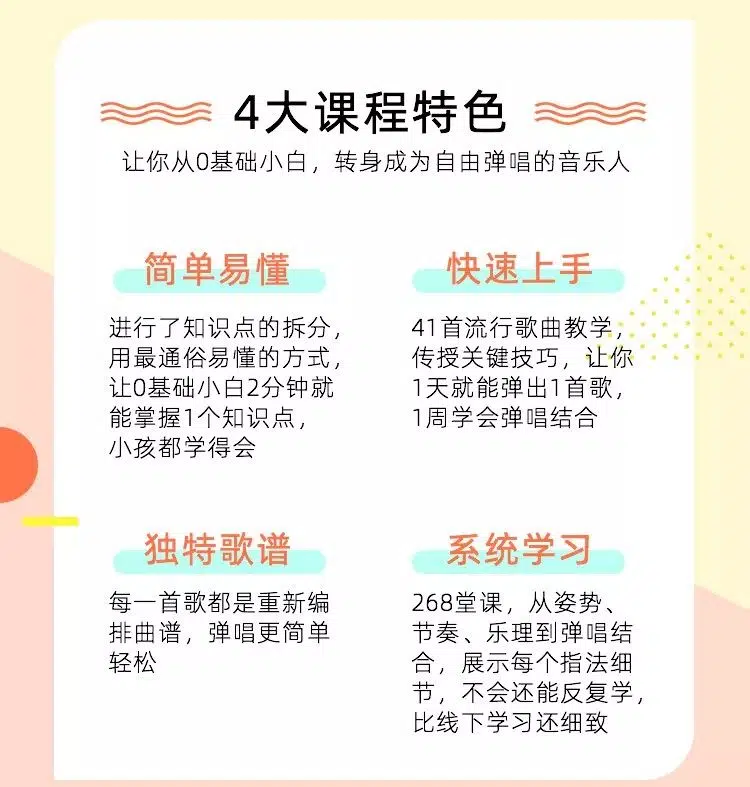 4大课程特色
让你从0基础小白，转身成为自由弹唱的音乐人
简单易懂
进行了知识点的拆分，
用最通俗易懂的方式，
让0基础小白2分钟就
能掌握1个知识点，
小孩都学得会
快速上手
41首流行歌曲教学，
传授关键技巧，让你
1天就能弹出1首歌，
1周学会弹唱结合
独特歌谱
每一首歌都是重新编
排曲谱，弹唱更简单
轻松
系统学习
268堂课，从姿势、
节奏、乐理到弹唱结
合，展示每个指法细
节，不会还能反复学，
比线下学习还细致